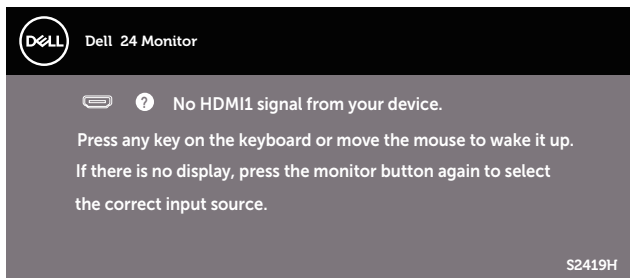 DELL
Dell 24 Monitor
? No HDMI1 signal from your device.
Press any key on the keyboard or move the mouse to wake it up.
If there is no display, press the monitor button again to select
the correct input source.
S2419H